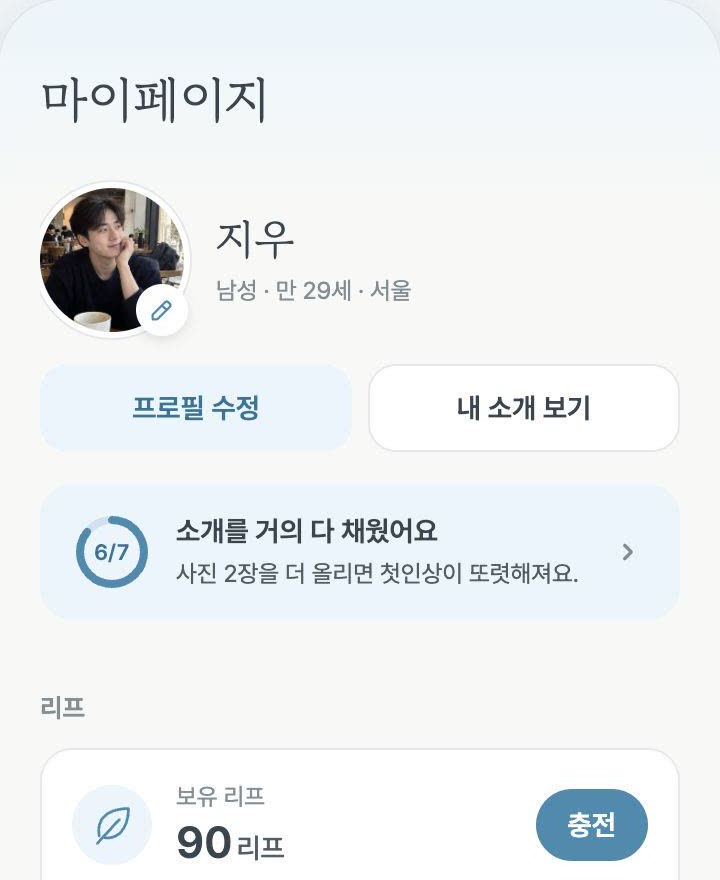 마이페이지
지우
남성 · 만 29세 · 서울
프로필 수정
내 소개 보기
6/7
소개를 거의 다 채웠어요
사진 2장을 더 올리면 첫인상이 또렷해져요.
리프
보유 리프
90 리프
충전